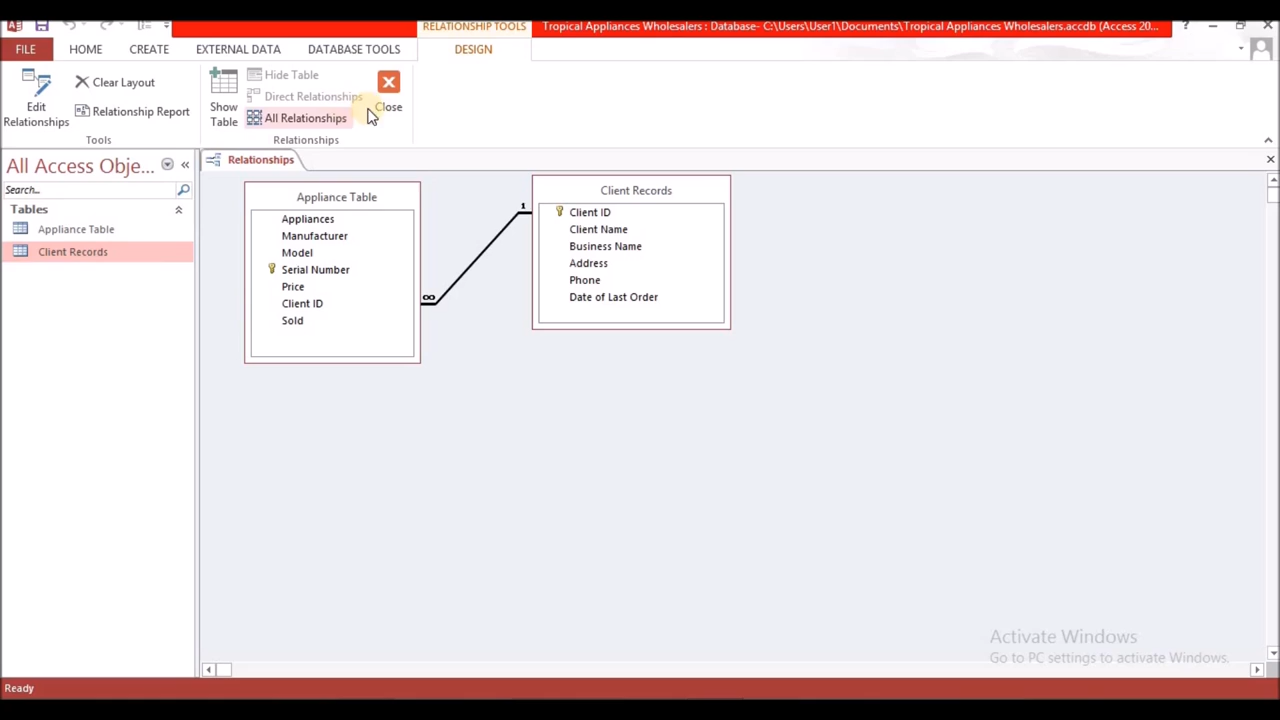 RELATIONSHIP TOOLS
Tropical Appliances Wholesalers : Database- C:\Users\User1\Documents\Tropical Appliances Wholesalers.accdb (Access 20...
?
FILE
HOME
CREATE
EXTERNAL DATA
DATABASE TOOLS
DESIGN
Edit
Relationships
Clear Layout
Relationship Report
Tools
Show
Table
Hide Table
Direct Relationships
All Relationships
Close
Relationships
All Access Obje...
Search...
Tables
Appliance Table
Client Records
Relationships
Appliance Table
Appliances
Manufacturer
Model
Serial Number
Price
Client ID
Sold
∞
1
Client Records
Client ID
Client Name
Business Name
Address
Phone
Date of Last Order
Activate Windows
Go to PC settings to activate Windows.
Ready